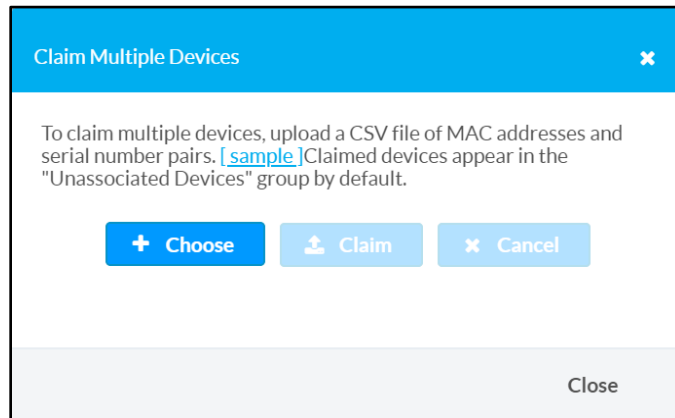 Claim Multiple Devices
To claim multiple devices, upload a CSV file of MAC addresses and
serial number pairs. [ sample ]Claimed devices appear in the
"Unassociated Devices" group by default.
Choose Claim Cancel
Close